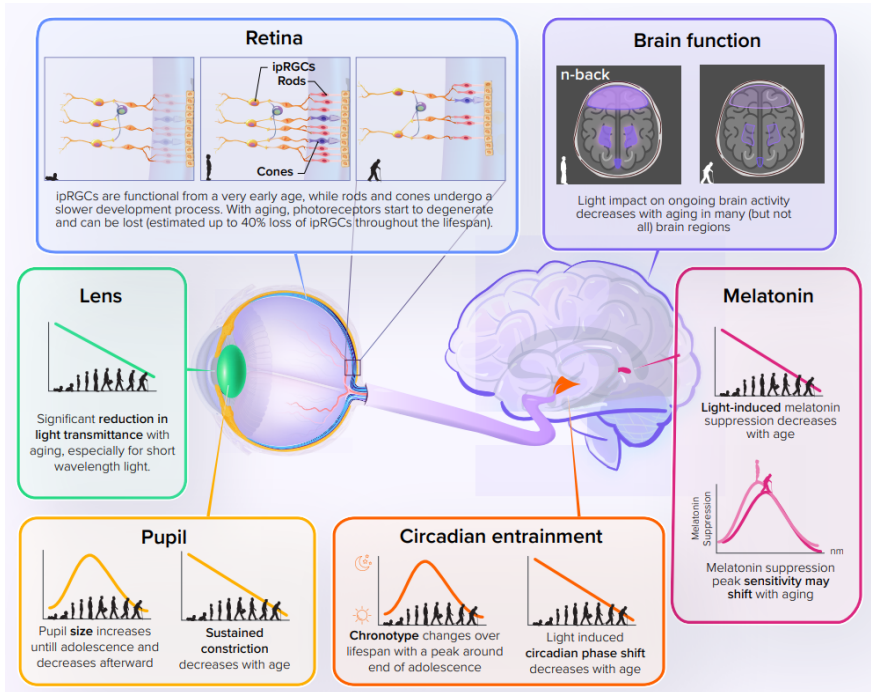 Retina
ipRGCs
Rods
Cones
ipRGCs are functional from a very early age, while rods and cones undergo a
slower development process. With aging, photoreceptors start to degenerate
and can be lost (estimated up to 40% loss of ipRGCs throughout the lifespan).
Brain function
n-back
Light impact on ongoing brain activity
decreases with aging in many (but not
all) brain regions
Lens
Significant reduction in
light transmittance with
aging, especially for short
wavelength light.
Melatonin
Light-induced melatonin
suppression decreases
with age
Melatonin
Suppression
nm
Melatonin suppression
peak sensitivity may
shift with aging
Pupil
Pupil size increases
untill adolescence and
decreases afterward
Sustained
constriction
decreases with age
Circadian entrainment
Chronotype changes over
lifespan with a peak around
end of adolescence
Light induced
circadian phase shift
decreases with age